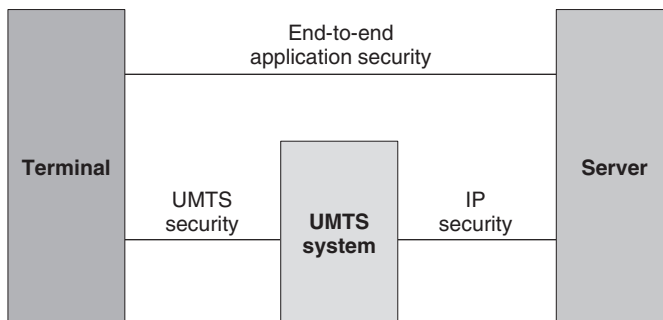 End-to-end
application security
Terminal
Server
UMTS
security
UMTS
system
IP
security